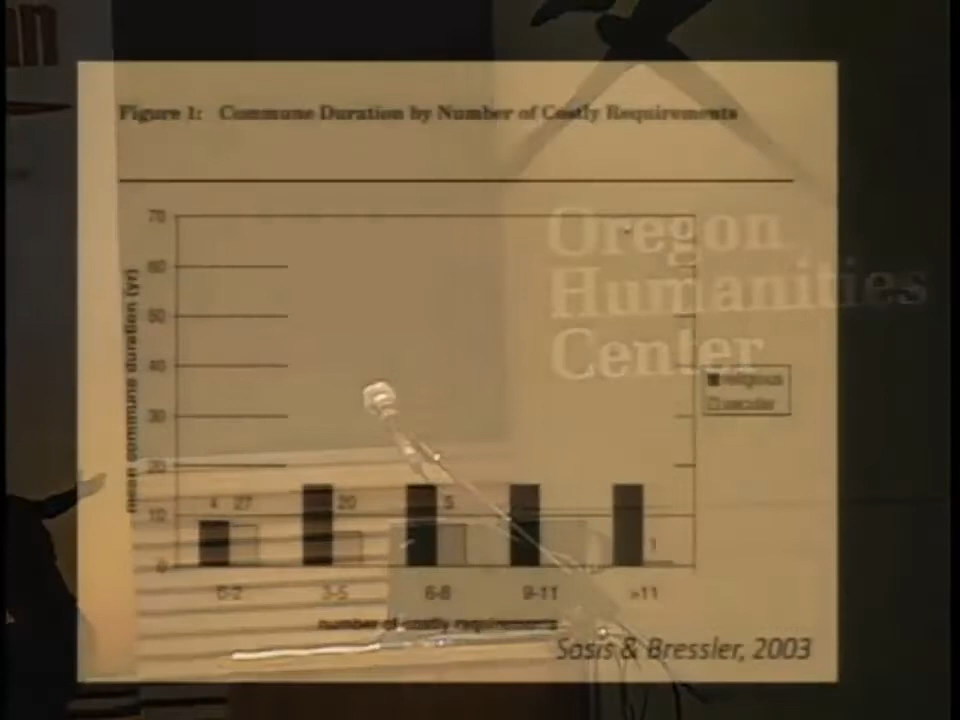 an
Figure 1: Commune Duration by Number of Costly Requirements
Oregon
Humanities
Center
mean commune duration (yr)
70
60
50
40
30
20
10
0
religious
secular
4 27
20
5
1
0-2 3-5 6-8 9-11 >11
number of costly requirements
Sosis & Bressler, 2003